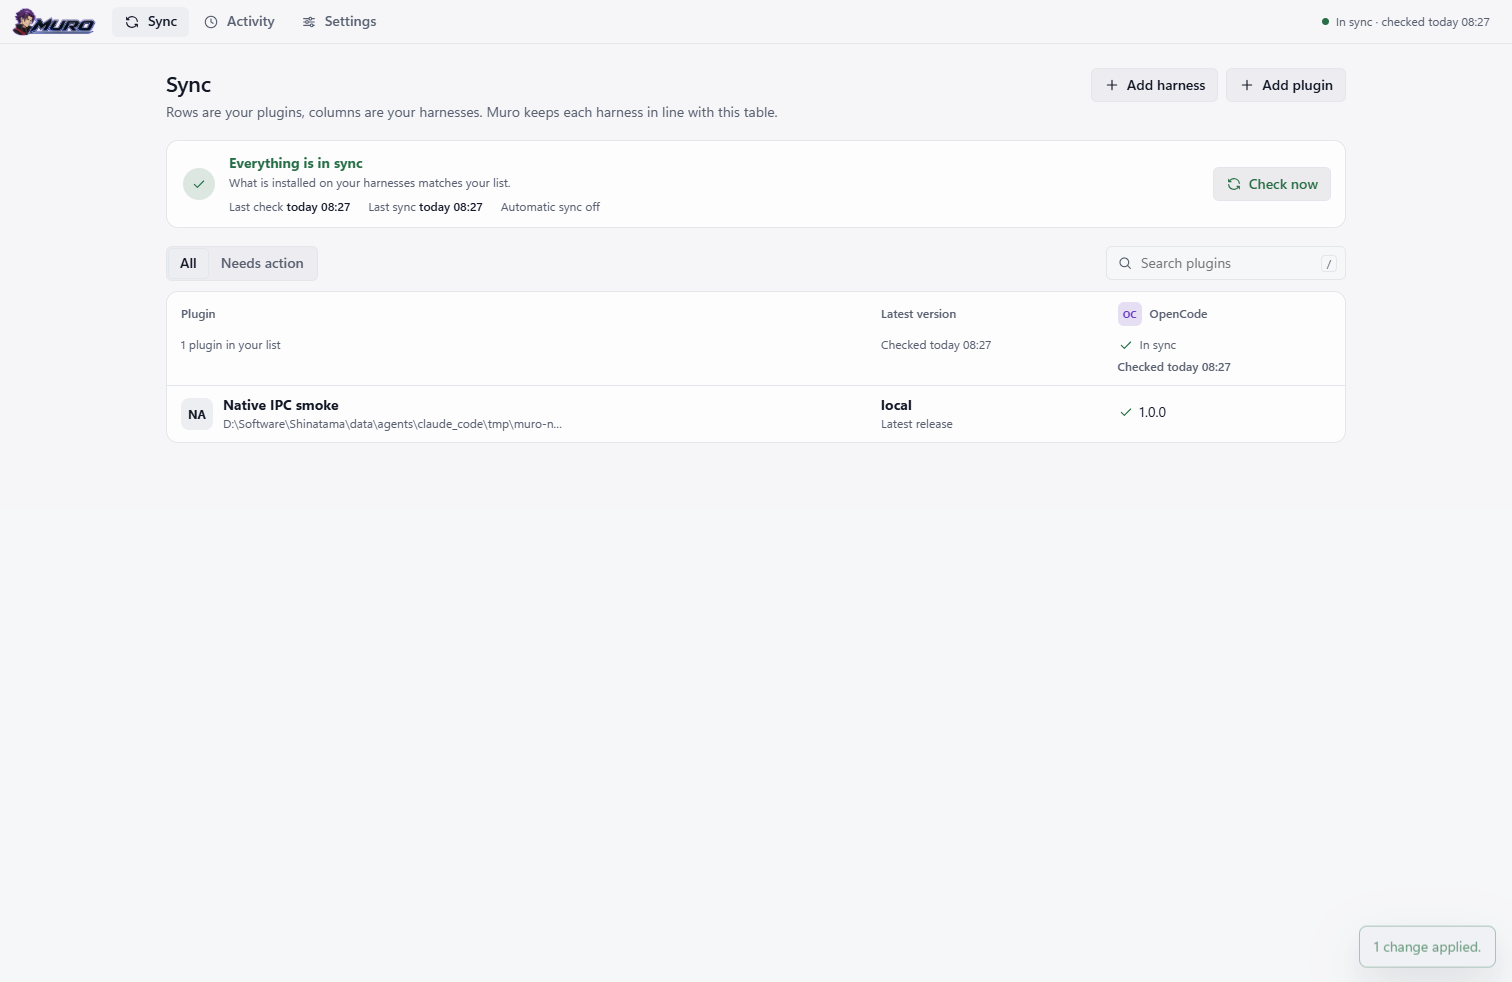 MURO
Sync
Activity
Settings
In sync · checked today 08:27
Sync
Add harness
Add plugin
Rows are your plugins, columns are your harnesses. Muro keeps each harness in line with this table.
Everything is in sync
What is installed on your harnesses matches your list.
Last check today 08:27 Last sync today 08:27 Automatic sync off
Check now
All
Needs action
Search plugins
/
Plugin
Latest version
OC
OpenCode
1 plugin in your list
Checked today 08:27
In sync
Checked today 08:27
NA
Native IPC smoke
D:\Software\Shinatama\data\agents\claude_code\tmp\muro-n...
local
Latest release
1.0.0
1 change applied.